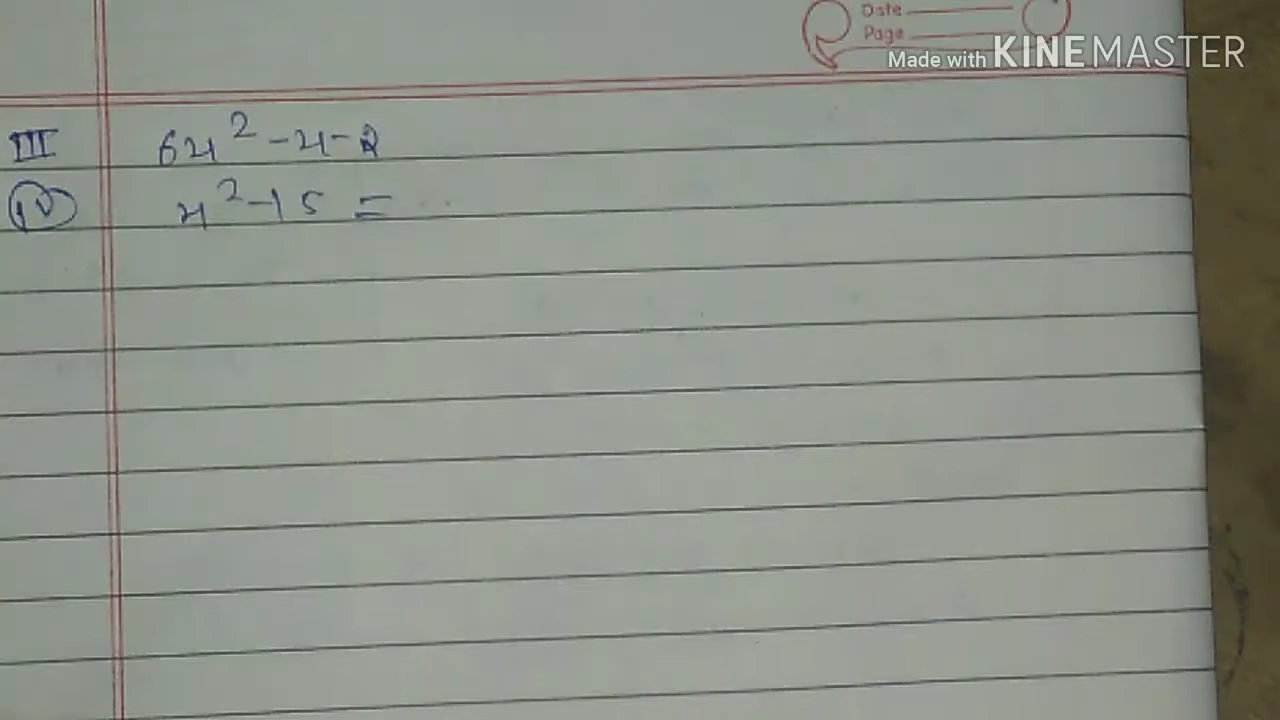 Date
Page
Made with KINEMASTER
III 6x² -x-2
(iv) x²-15 =